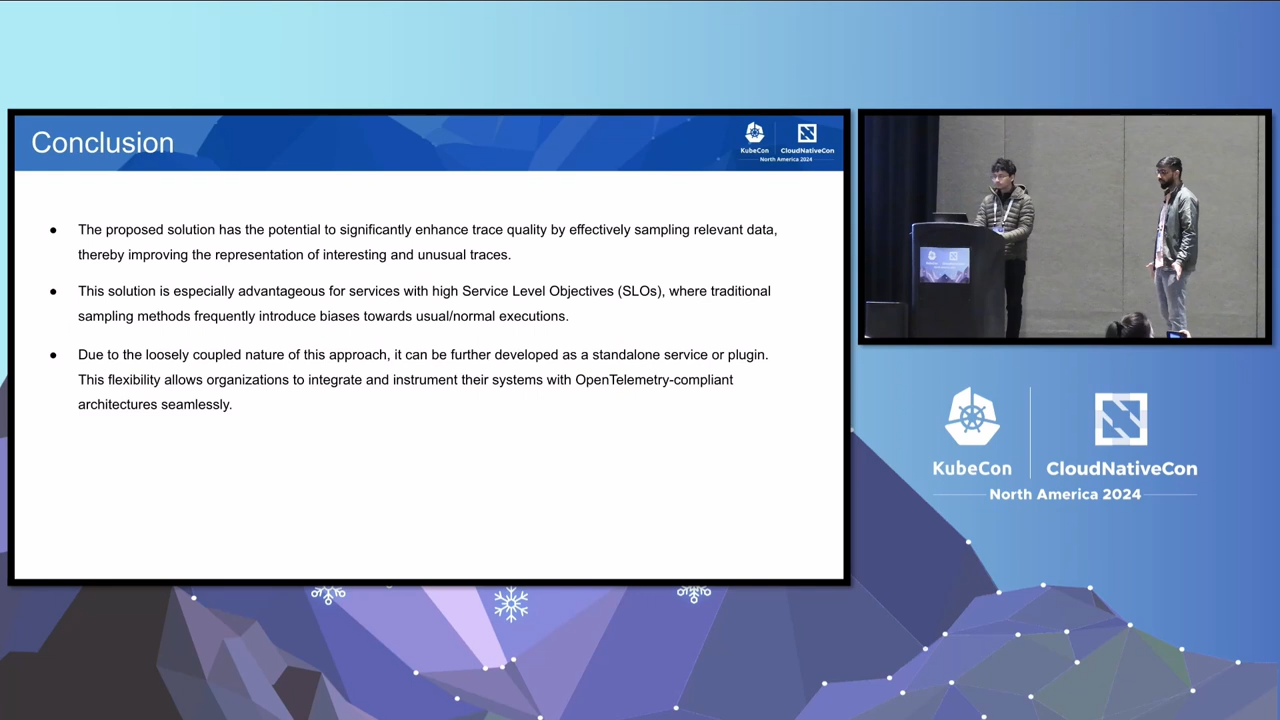 Conclusion
KubeCon
CloudNativeCon
North America 2024
● The proposed solution has the potential to significantly enhance trace quality by effectively sampling relevant data,
thereby improving the representation of interesting and unusual traces.
● This solution is especially advantageous for services with high Service Level Objectives (SLOs), where traditional
sampling methods frequently introduce biases towards usual/normal executions.
● Due to the loosely coupled nature of this approach, it can be further developed as a standalone service or plugin.
This flexibility allows organizations to integrate and instrument their systems with OpenTelemetry-compliant
architectures seamlessly.
KubeCon
CloudNativeCon
North America 2024